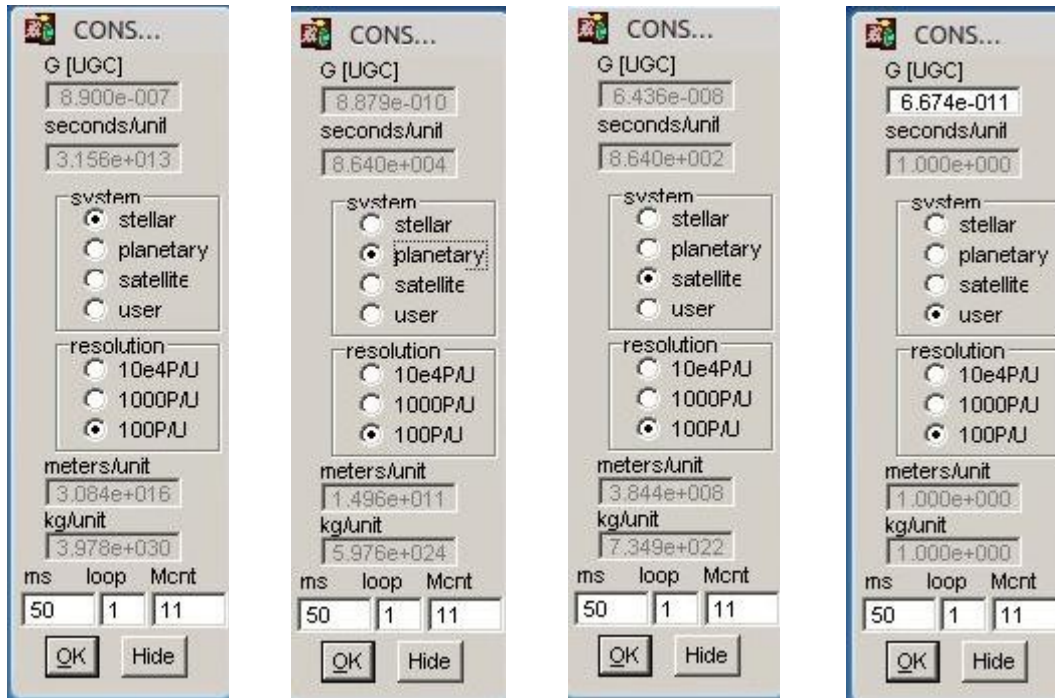 CONS...
G [UGC]
8.900e-007
seconds/unit
3.156e+013
system
stellar
planetary
satellite
user
resolution
10e4P/U
1000P/U
100P/U
meters/unit
3.084e+016
kg/unit
3.978e+030
ms loop Mcnt
50 1 11
OK Hide
CONS...
G [UGC]
8.879e-010
seconds/unit
8.640e+004
system
stellar
planetary
satellite
user
resolution
10e4P/U
1000P/U
100P/U
meters/unit
1.496e+011
kg/unit
5.976e+024
ms loop Mcnt
50 1 11
OK Hide
CONS...
G [UGC]
6.436e-008
seconds/unit
8.640e+002
system
stellar
planetary
satellite
user
resolution
10e4P/U
1000P/U
100P/U
meters/unit
3.844e+008
kg/unit
7.349e+022
ms loop Mcnt
50 1 11
OK Hide
CONS...
G [UGC]
6.674e-011
seconds/unit
1.000e+000
system
stellar
planetary
satellite
user
resolution
10e4P/U
1000P/U
100P/U
meters/unit
1.000e+000
kg/unit
1.000e+000
ms loop Mcnt
50 1 11
OK Hide